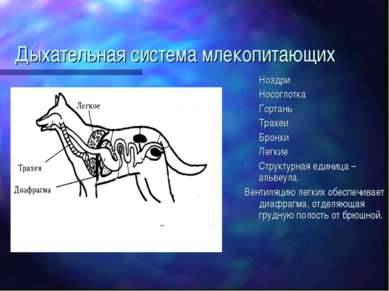 Дыхательная система млекопитающих
Легкое
Трахея
Диафрагма
Ноздри
Носоглотка
Гортань
Трахеи
Бронхи
Легкие
Структурная единица –
альвеула.
Вентиляцию легких обеспечивает
диафрагма, отделяющая
грудную полость от брюшной.